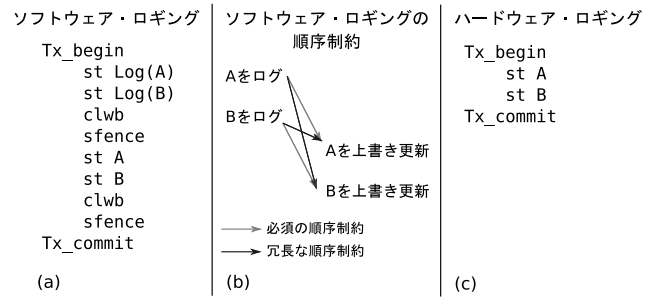 ソフトウェア・ロギング
Tx_begin
st Log(A)
st Log(B)
clwb
sfence
st A
st B
clwb
sfence
Tx_commit
(a)
ソフトウェア・ロギングの
順序制約
Aをログ
Bをログ
Aを上書き更新
Bを上書き更新
必須の順序制約
冗長な順序制約
(b)
ハードウェア・ロギング
Tx_begin
st A
st B
Tx_commit
(c)